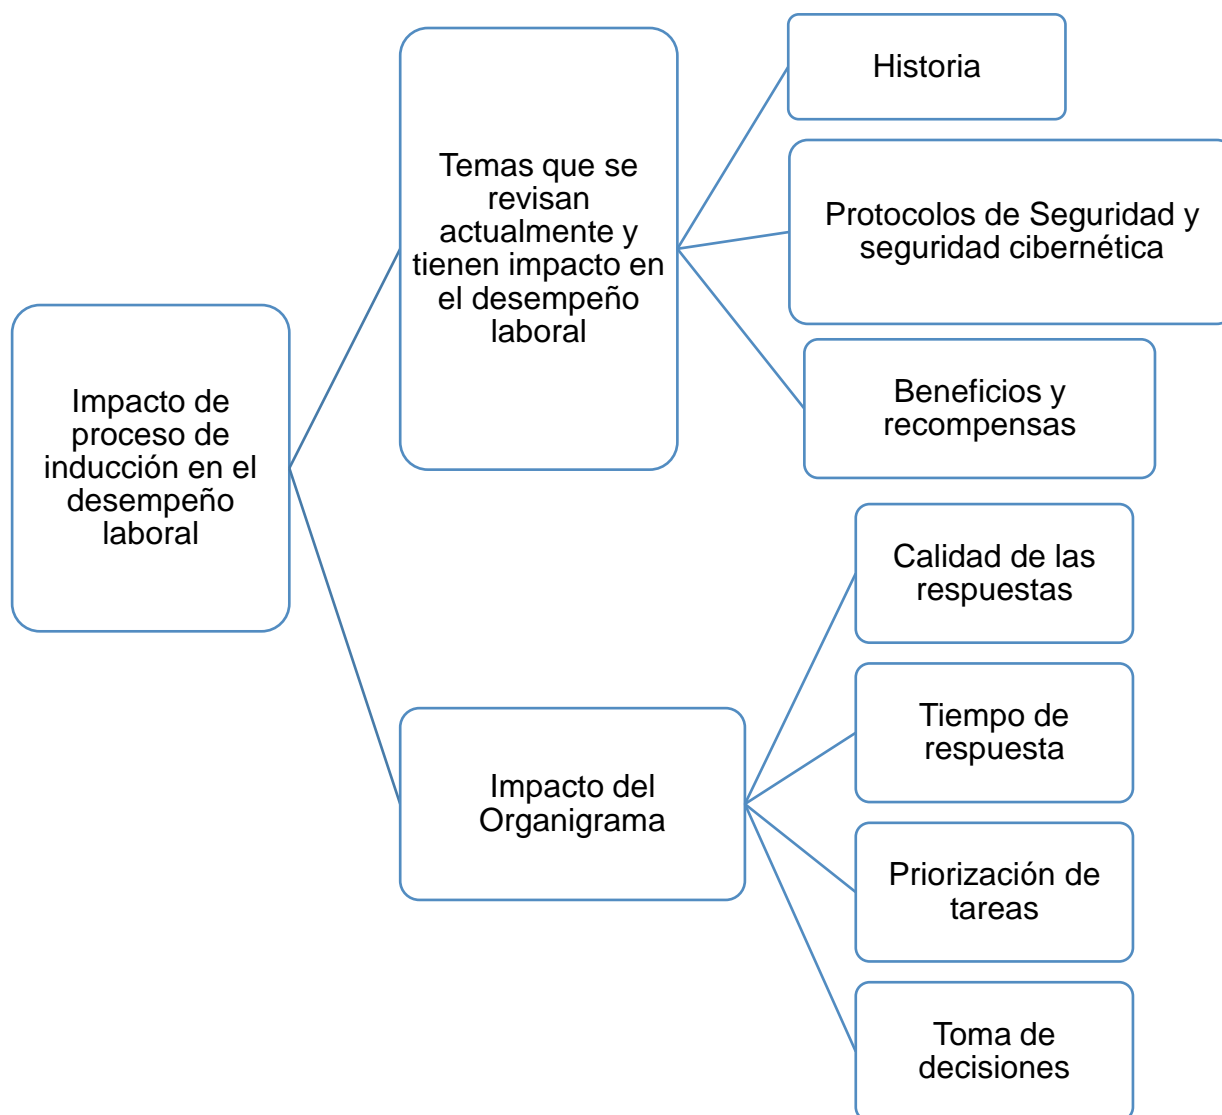 Impacto de
proceso de
inducción en el
desempeño
laboral
Temas que se
revisan
actualmente y
tienen impacto en
el desempeño
laboral
Historia
Protocolos de Seguridad y
seguridad cibernética
Beneficios y
recompensas
Impacto del
Organigrama
Calidad de las
respuestas
Tiempo de
respuesta
Priorización de
tareas
Toma de
decisiones